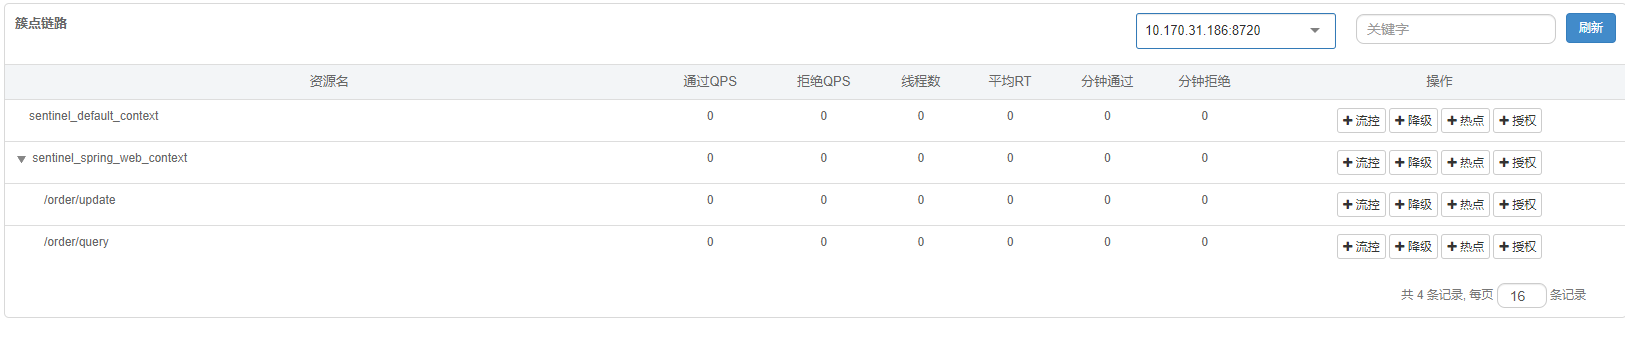 簇点链路
10.170.31.186:8720 关键字 刷新
资源名 通过QPS 拒绝QPS 线程数 平均RT 分钟通过 分钟拒绝 操作
sentinel_default_context 0 0 0 0 0 0 流控 降级 热点 授权
sentinel_spring_web_context 0 0 0 0 0 0 流控 降级 热点 授权
/order/update 0 0 0 0 0 0 流控 降级 热点 授权
/order/query 0 0 0 0 0 0 流控 降级 热点 授权
共 4 条记录, 每页 16 条记录